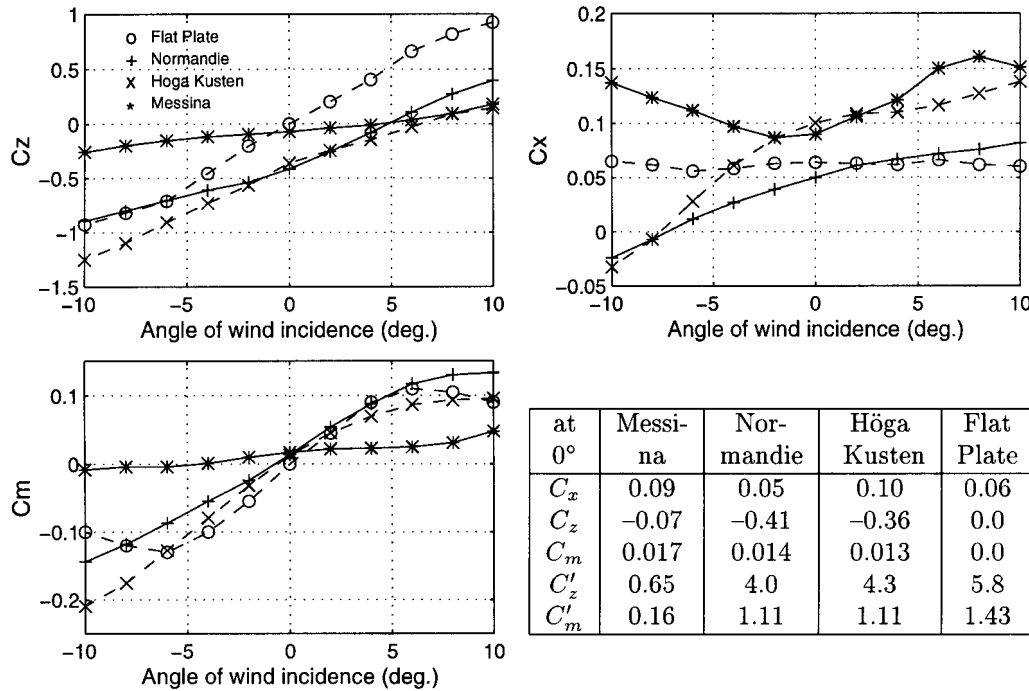 1
0.5
0
−0.5
−1
−1.5
Cz
Flat Plate
Normandie
Hoga Kusten
Messina
−10 −5 0 5 10
Angle of wind incidence (deg.)
0.15
0.1
0.05
0
−0.05
Cx
−10 −5 0 5 10
Angle of wind incidence (deg.)
0.1
0
−0.1
−0.2
Cm
−10 −5 0 5 10
Angle of wind incidence (deg.)
at Messi- Nor- Höga Flat
0° na mandie Kusten Plate
C_x 0.09 0.05 0.10 0.06
C_z –0.07 –0.41 –0.36 0.0
C_m 0.017 0.014 0.013 0.0
C'_z 0.65 4.0 4.3 5.8
C'_m 0.16 1.11 1.11 1.43